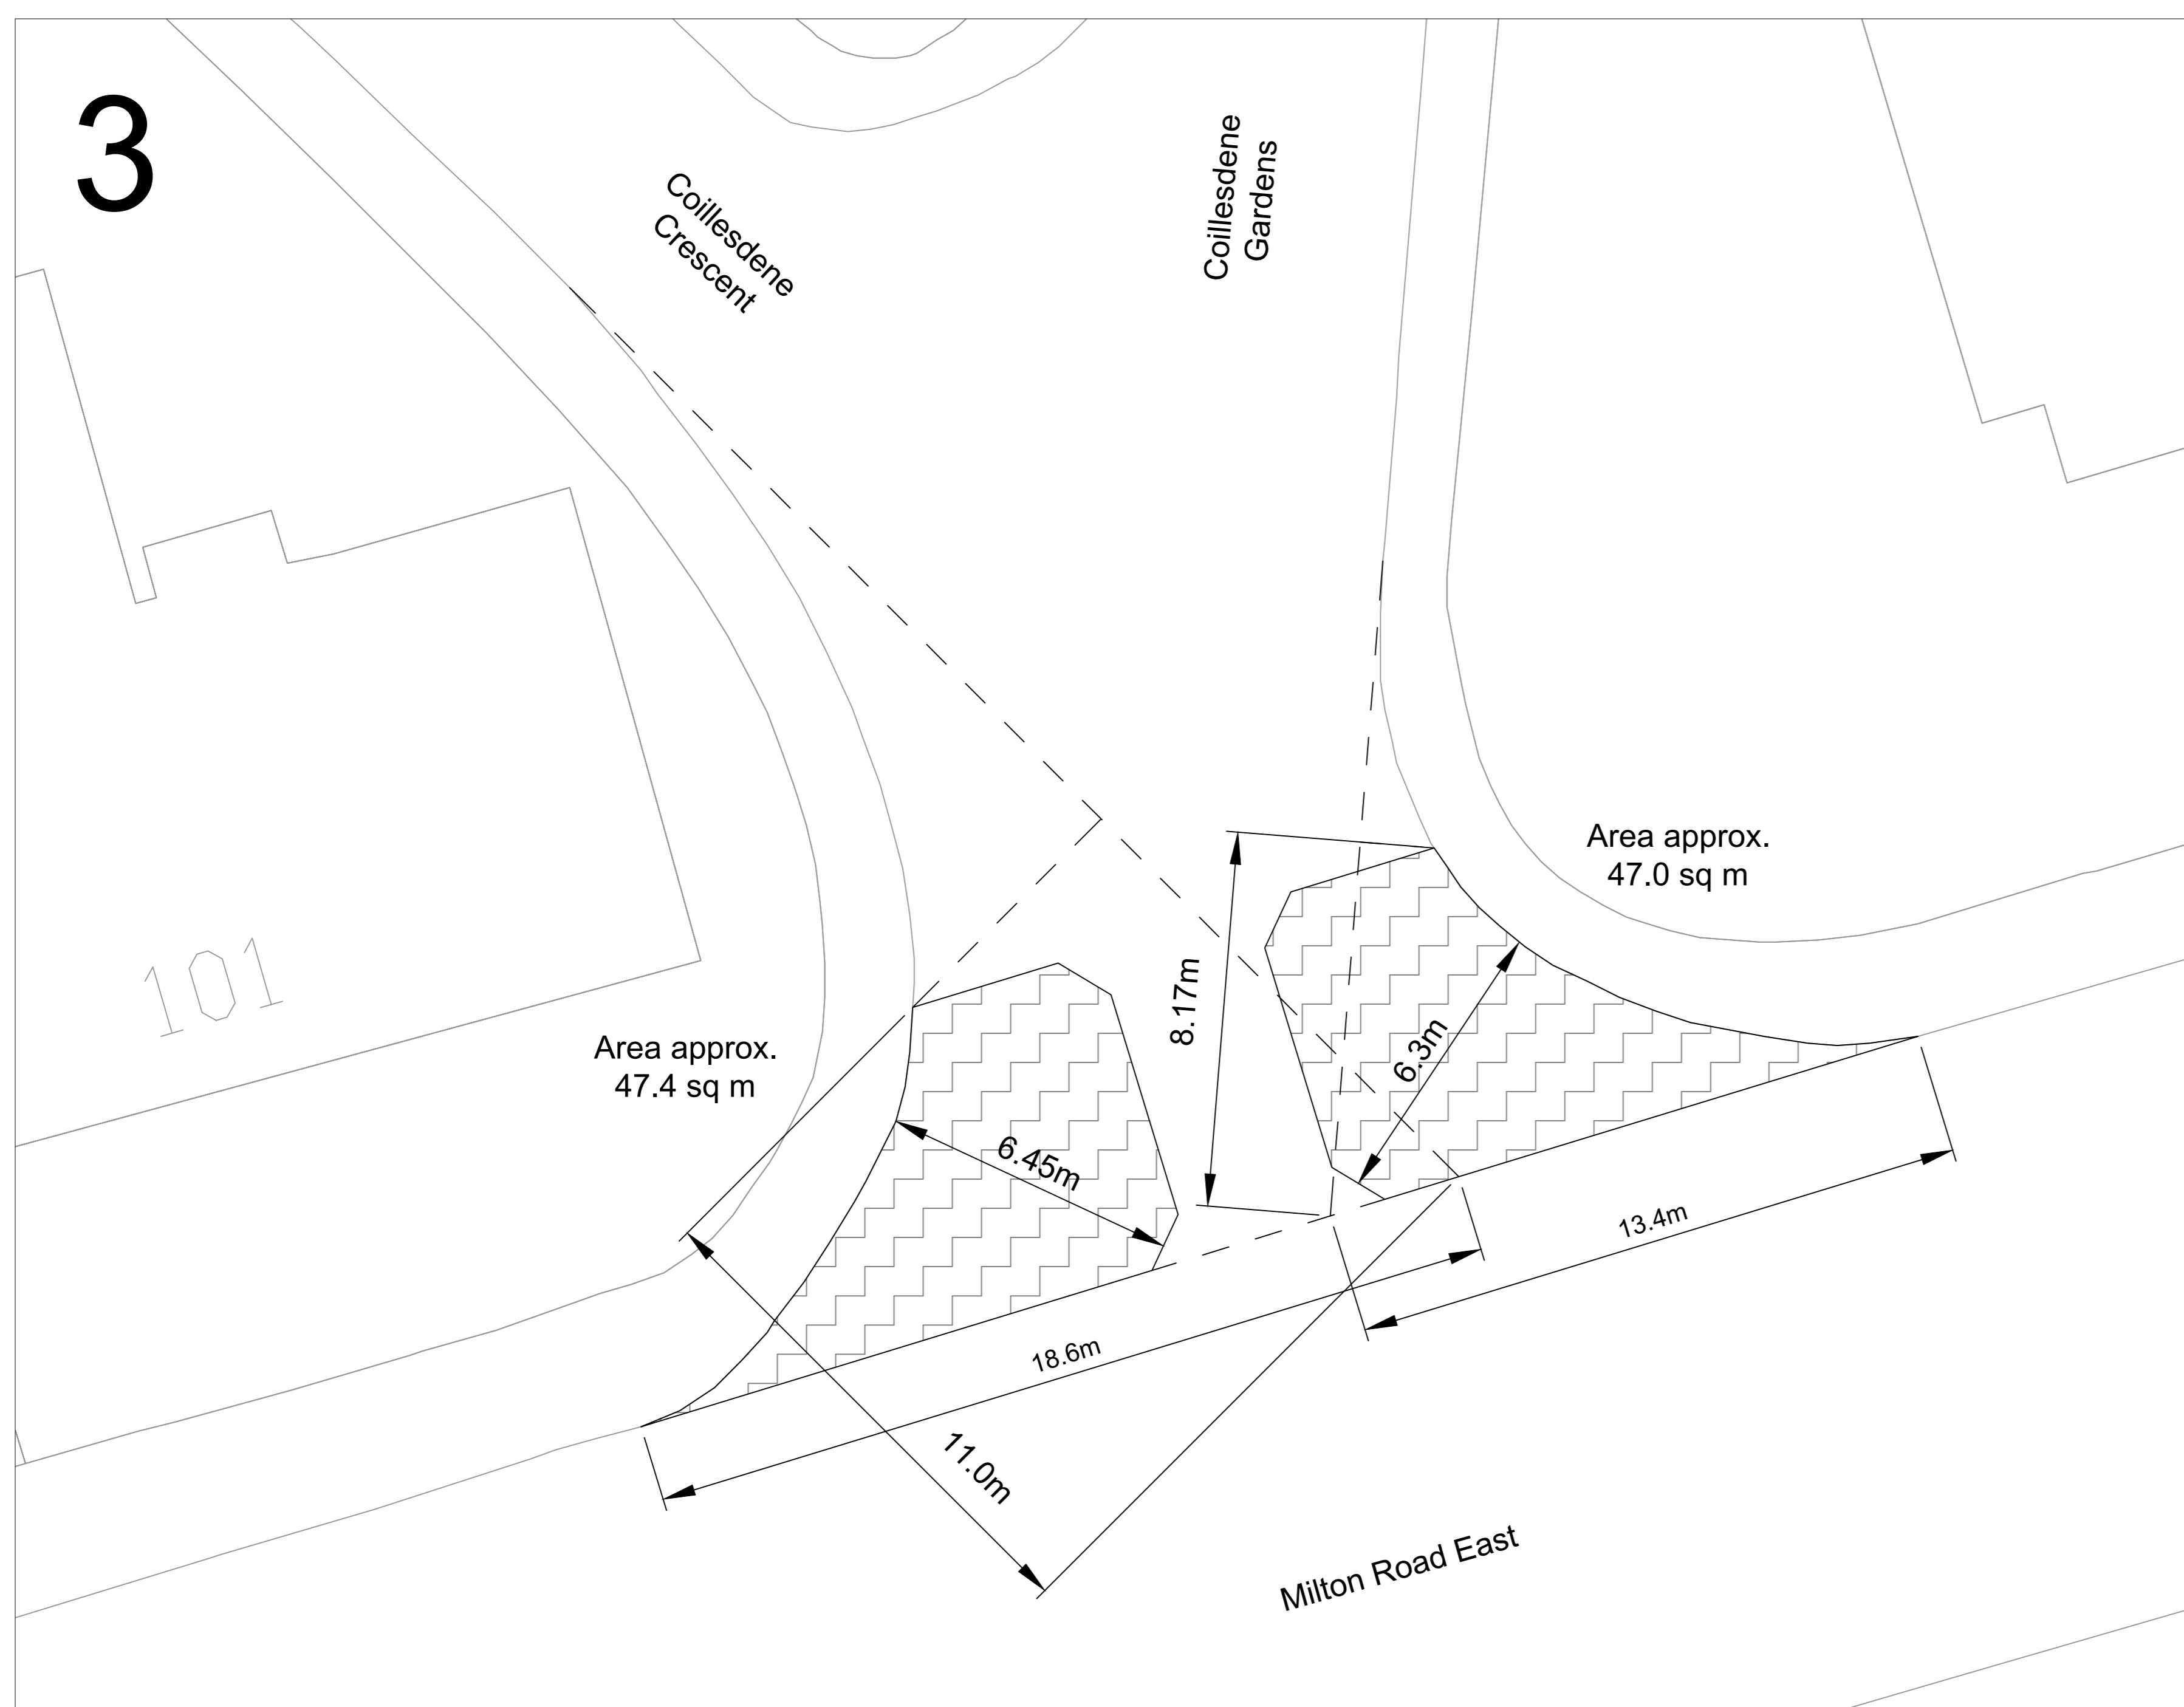 3
Coillesdene
Crescent
Coillesdene
Gardens
Area approx.
47.0 sq m
101
Area approx.
47.4 sq m
8.17m
6.3m
6.45m
13.4m
18.6m
11.0m
Milton Road East